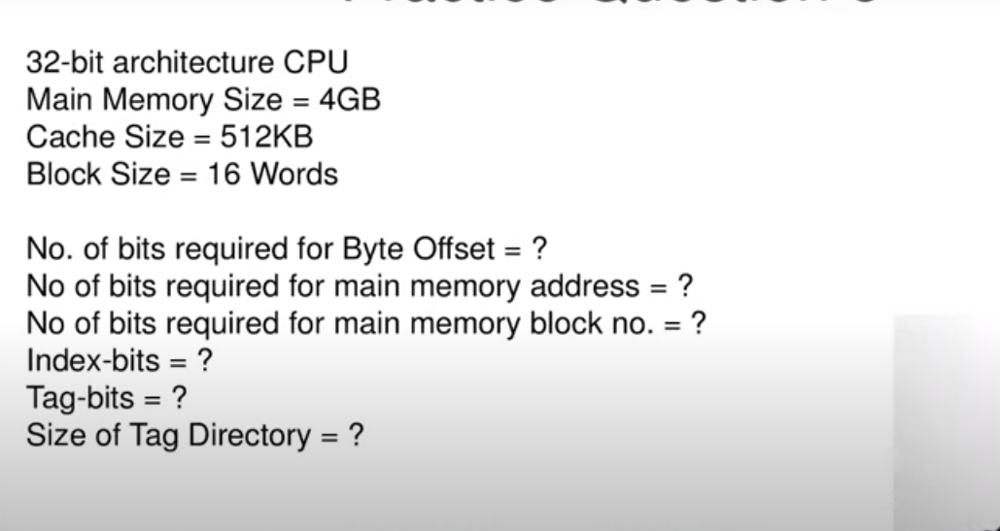 32-bit architecture CPU
Main Memory Size = 4GB
Cache Size = 512KB
Block Size = 16 Words
No. of bits required for Byte Offset = ?
No of bits required for main memory address = ?
No of bits required for main memory block no. = ?
Index-bits = ?
Tag-bits = ?
Size of Tag Directory = ?